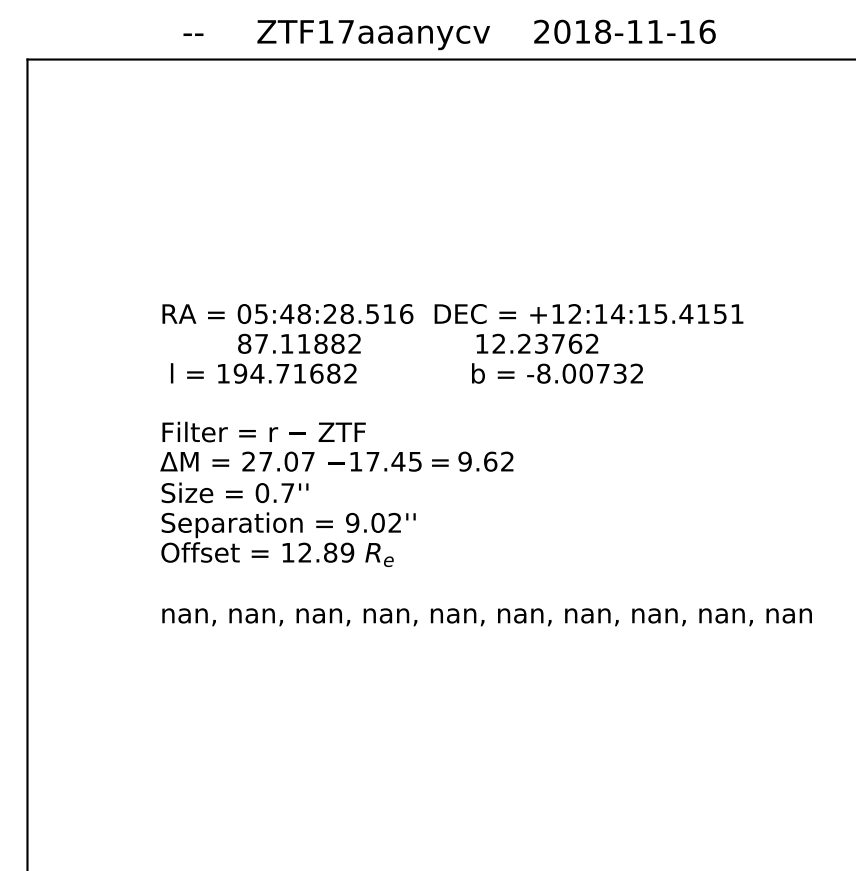 -- ZTF17aaanycv 2018-11-16
RA = 05:48:28.516 DEC = +12:14:15.4151
87.11882 12.23762
l = 194.71682 b = -8.00732
Filter = r − ZTF
ΔM = 27.07 −17.45 = 9.62
Size = 0.7''
Separation = 9.02''
Offset = 12.89 Re
nan, nan, nan, nan, nan, nan, nan, nan, nan, nan